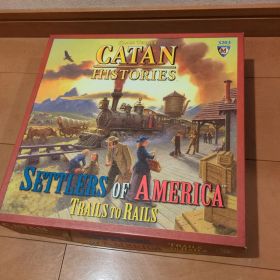 CATAN
HISTORIES
SETTLERS OF AMERICA
TRAILS TO RAILS